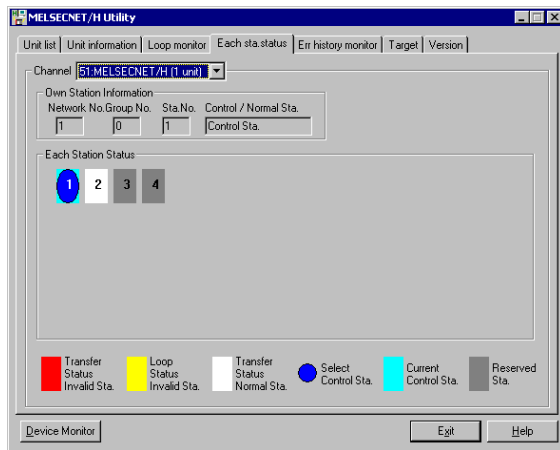 MELSECNET/H Utility
Unit list Unit information Loop monitor Each sta.status Err history monitor Target Version
Channel 51:MELSECNET/H (1 unit)
Own Station Information
Network No. Group No. Sta.No. Control / Normal Sta.
1 0 1 Control Sta.
Each Station Status
1 2 3 4
Transfer Status Invalid Sta.
Loop Status Invalid Sta.
Transfer Status Normal Sta.
Select Control Sta.
Current Control Sta.
Reserved Sta.
Device Monitor Exit Help